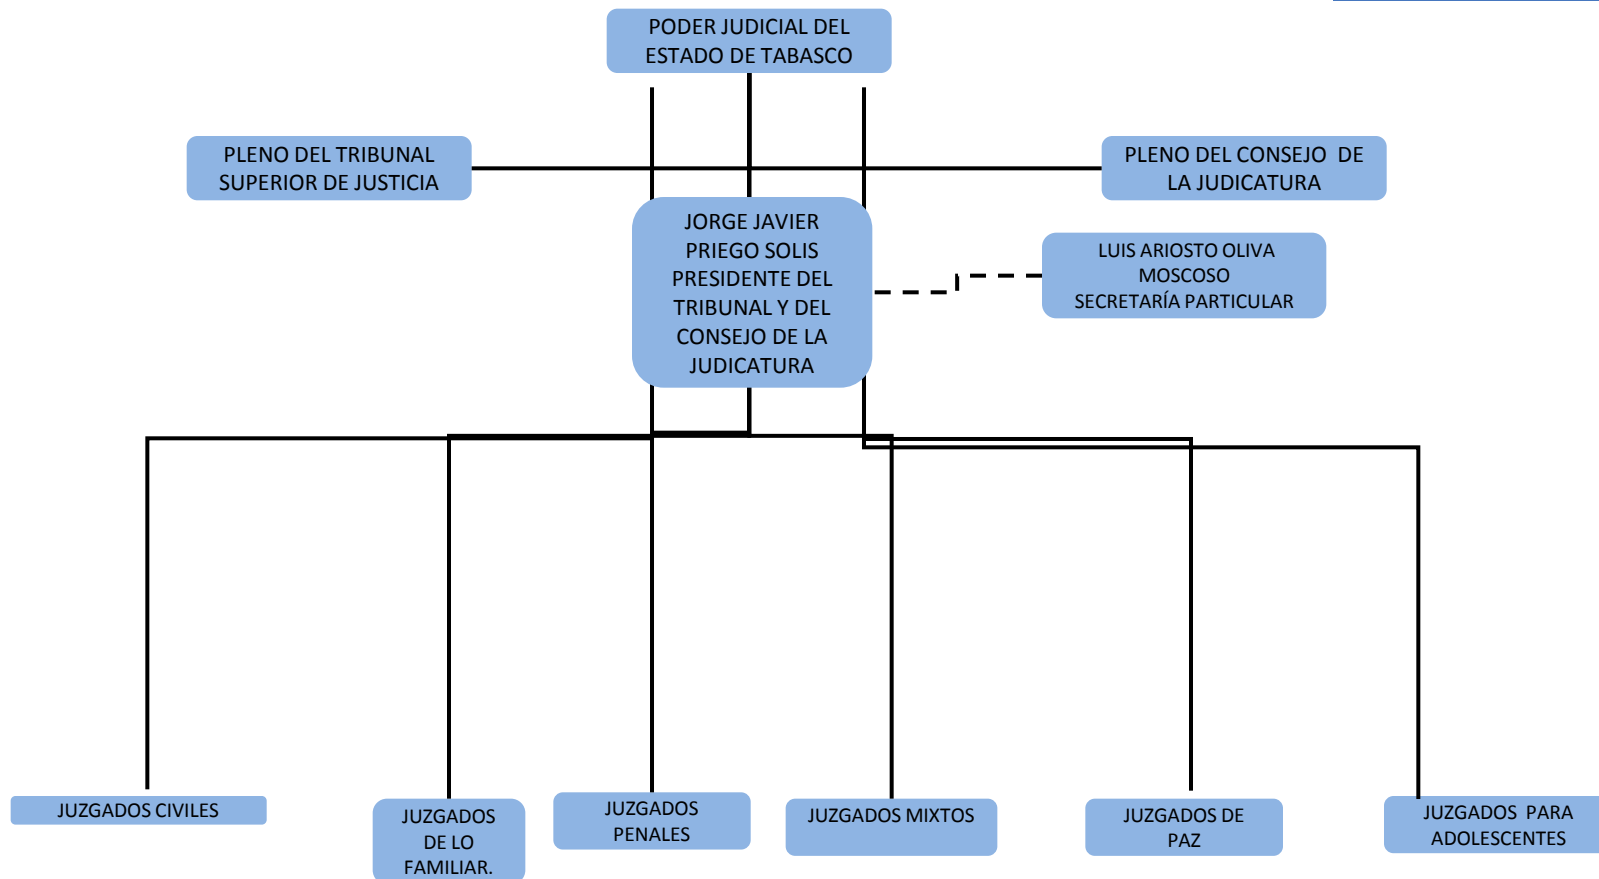 PODER JUDICIAL DEL
ESTADO DE TABASCO
PLENO DEL TRIBUNAL
SUPERIOR DE JUSTICIA
PLENO DEL CONSEJO DE
LA JUDICATURA
JORGE JAVIER
PRIEGO SOLIS
PRESIDENTE DEL
TRIBUNAL Y DEL
CONSEJO DE LA
JUDICATURA
LUIS ARIOSTO OLIVA
MOSCOSO
SECRETARÍA PARTICULAR
JUZGADOS CIVILES
JUZGADOS
DE LO
FAMILIAR.
JUZGADOS
PENALES
JUZGADOS MIXTOS
JUZGADOS DE
PAZ
JUZGADOS PARA
ADOLESCENTES